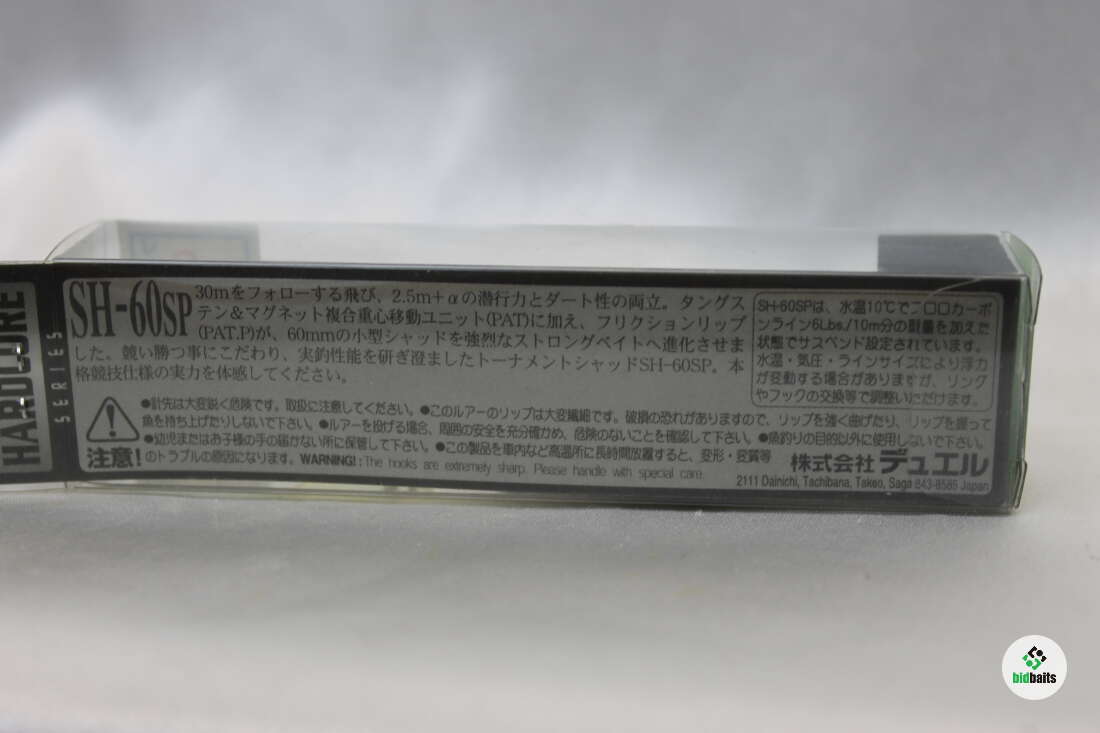 HARDCORE
SERIES
SH-60SP
30mをフォローする飛び、2.5m+αの潜行力とダート性の両立。タングス
テン&マグネット複合重心移動ユニット(PAT)に加え、フリクションリップ
(PAT.P)が、60mmの小型シャッドを強烈なストロングベイトへ進化させま
した。競い勝つ事にこだわり、実釣性能を研ぎ澄ましたトーナメントシャッドSH-60SP。本
格競技仕様の実力を体感してください。
SH-60SPは、水温10℃でフロロカーボ
ンライン6Lbs./10m分の測量を加えた
状態でサスペンド設定されています。
水温・気圧・ラインサイズにより浮力
が変動する場合がありますが、リング
やフックの交換等で調整いただけます。
●針先は大変鋭く危険です。取扱に注意してください。●このルアーのリップは大変繊細です。破損の恐れがありますので、リップを強く曲げたり、リップを握って
魚を持ち上げたりしないで下さい。●ルアーを投げる場合、周囲の安全を充分確かめ、危険のないことを確認して下さい。●魚釣りの目的以外に使用しないで下さい。
●幼児またはお子様の手の届かない所に保管して下さい。●この製品を車内など高温所に長時間放置すると、変形・変質等
注意!のトラブルの原因になります。WARNING!:The hooks are extremely sharp. Please handle with special care.
株式会社デュエル
2111 Dainichi, Tachibana, Takeo, Saga 843-8585 Japan
bidbaits